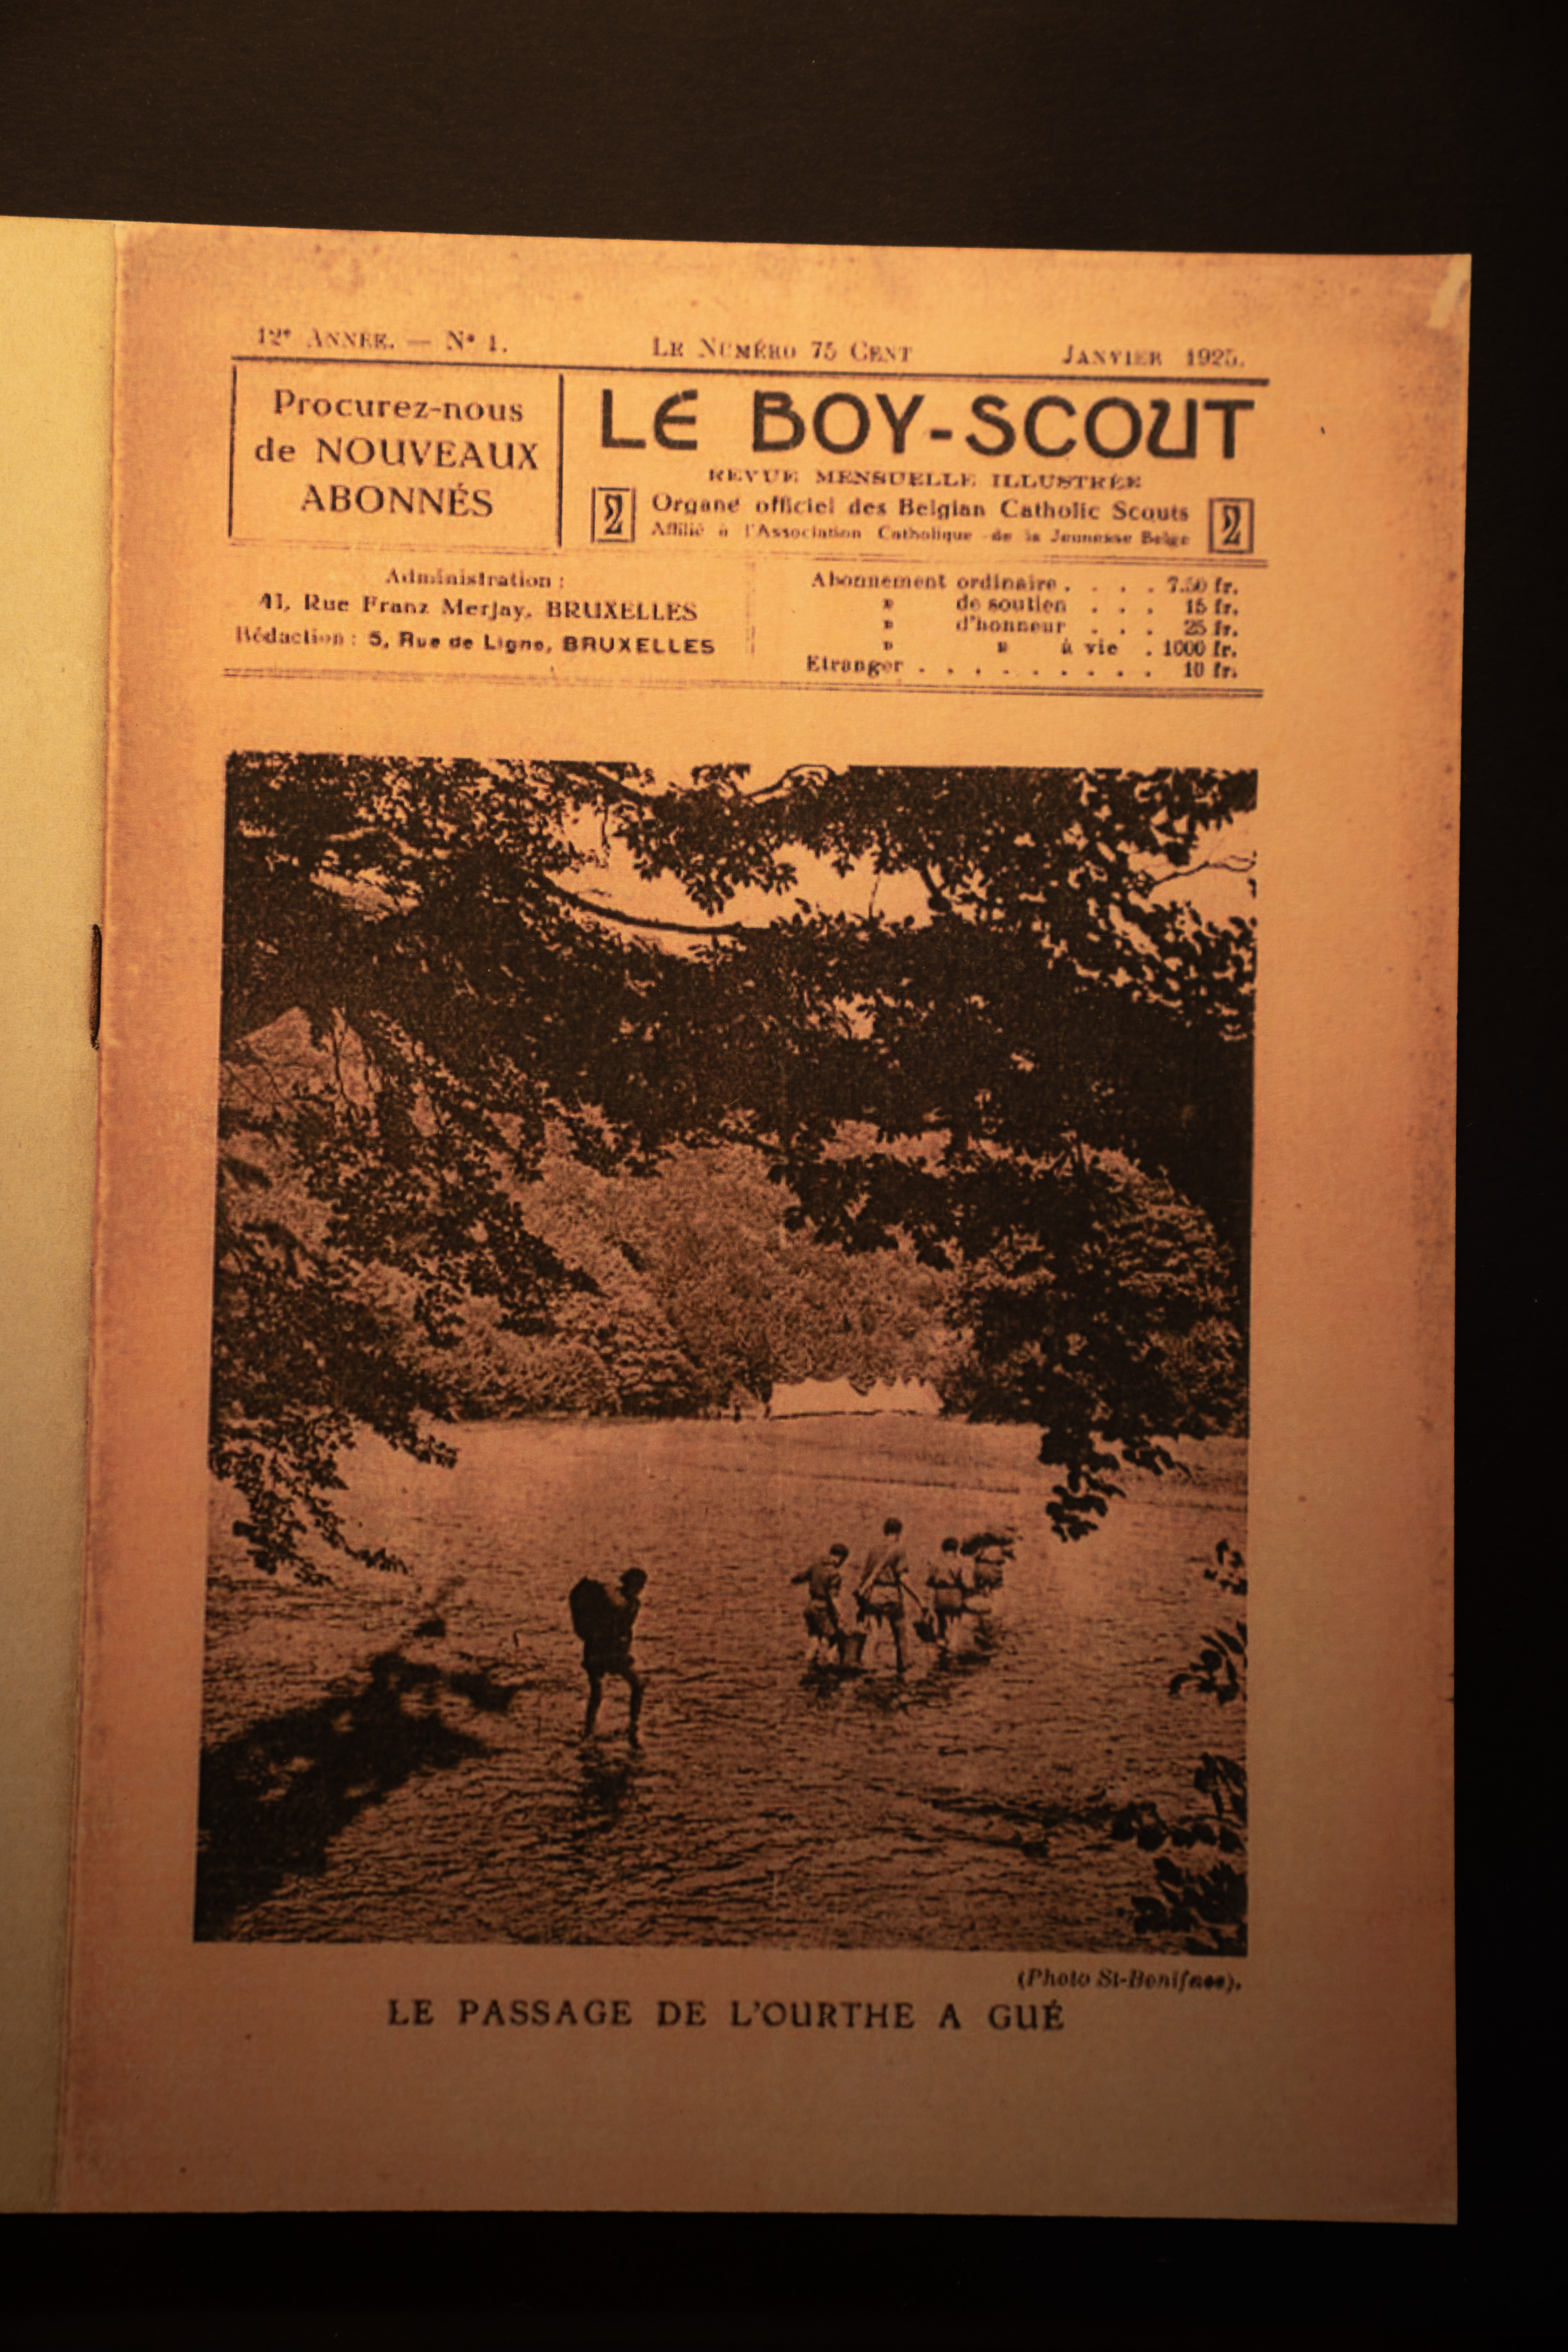 12e ANNÉE. — No 1.
LE NUMÉRO 75 CENT
JANVIER 1925.
Procurez-nous
de NOUVEAUX
ABONNÉS
LE BOY-SCOUT
REVUE MENSUELLE ILLUSTRÉE
2
Organe officiel des Belgian Catholic Scouts
Affilié à l'Association Catholique de la Jeunesse Belge
2
Administration :
41, Rue Franz Merjay, BRUXELLES
Rédaction : 5, Rue de Ligne, BRUXELLES
Abonnement ordinaire . . . . 7.50 fr.
» de soutien . . . 15 fr.
» d'honneur . . . 25 fr.
» » à vie . 1000 fr.
Etranger . . . . . . . . . 10 fr.
(Photo St-Boniface).
LE PASSAGE DE L'OURTHE A GUÉ